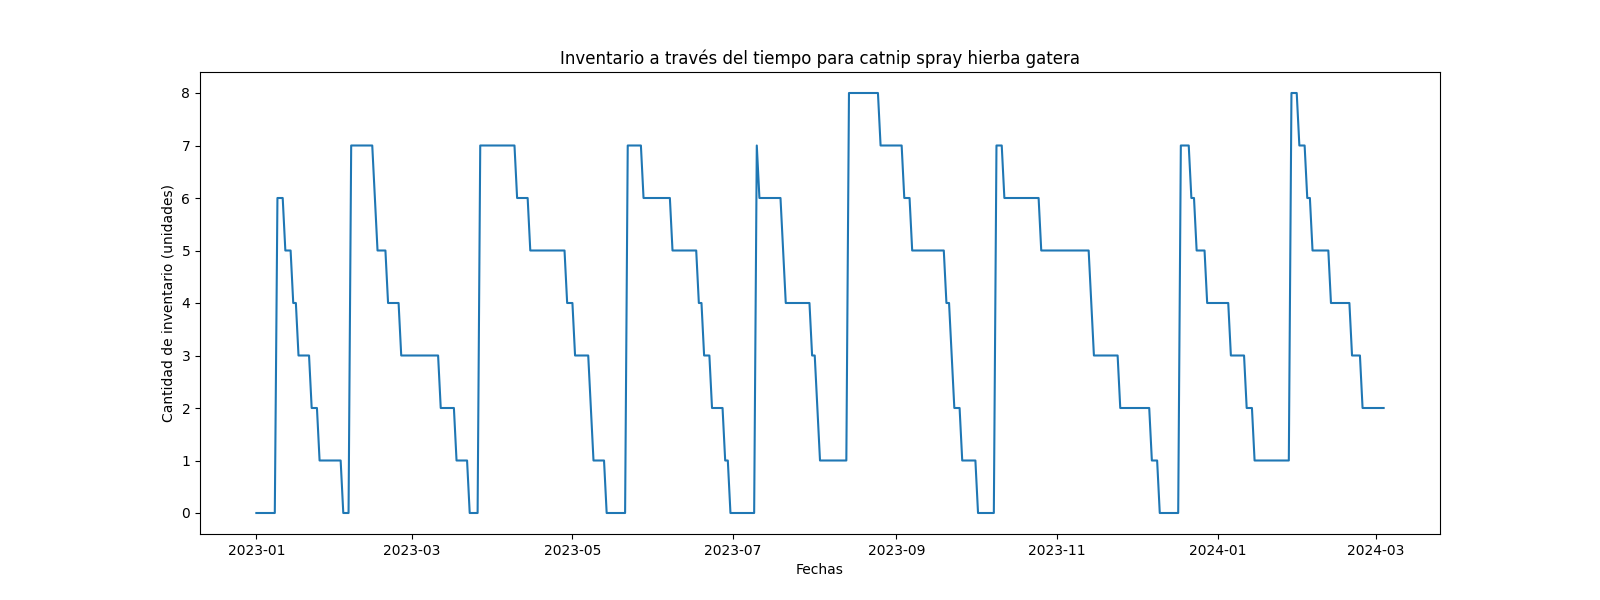 Inventario a través del tiempo para catnip spray hierba gatera
Cantidad de inventario (unidades)
8
7
6
5
4
3
2
1
0
2023-01 2023-03 2023-05 2023-07 2023-09 2023-11 2024-01 2024-03
Fechas